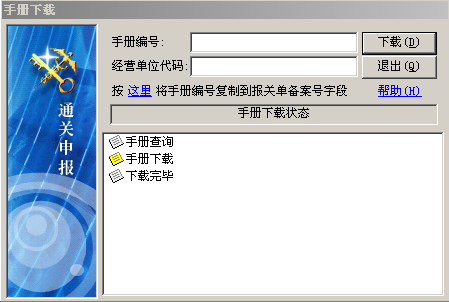 手册下载
手册编号:
下载(D)
经营单位代码:
退出(Q)
按 这里 将手册编号复制到报关单备案号字段
帮助(H)
手册下载状态
通关申报
手册查询
手册下载
下载完毕